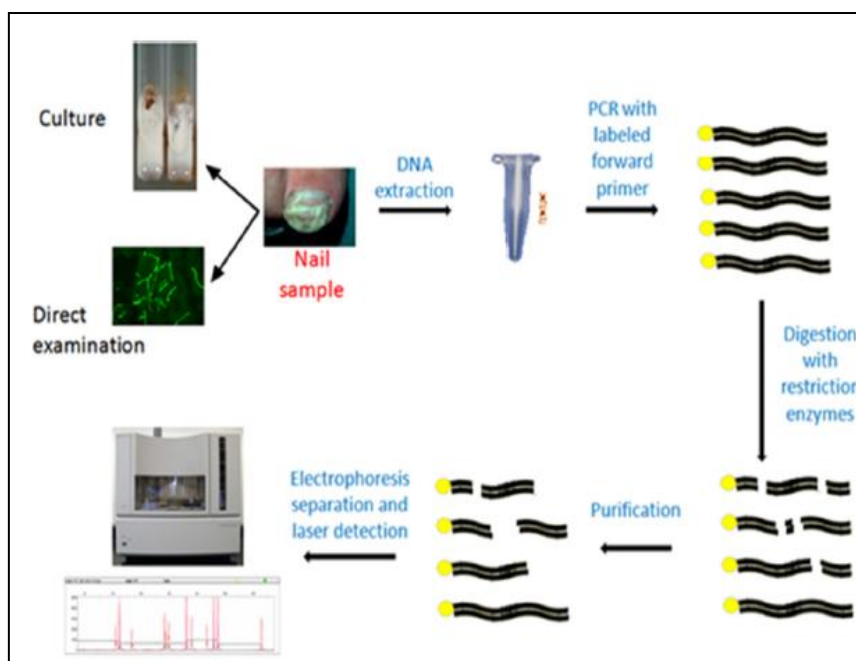 Culture
Direct
examination
Nail
sample
DNA
extraction
PCR with
labeled
forward
primer
Digestion
with
restriction
enzymes
Purification
Electrophoresis
separation and
laser detection